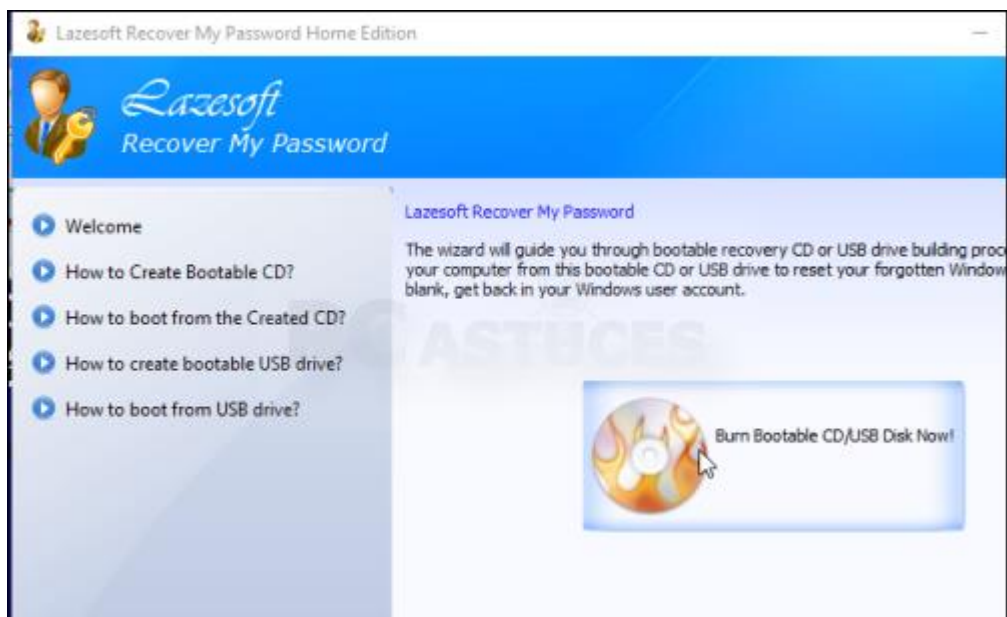 Lazesoft Recover My Password Home Edition
Lazesoft
Recover My Password
Welcome
How to Create Bootable CD?
How to boot from the Created CD?
How to create bootable USB drive?
How to boot from USB drive?
Lazesoft Recover My Password
The wizard will guide you through bootable recovery CD or USB drive building proc
your computer from this bootable CD or USB drive to reset your forgotten Window
blank, get back in your Windows user account.
PC ASTUCES
Burn Bootable CD/USB Disk Now!